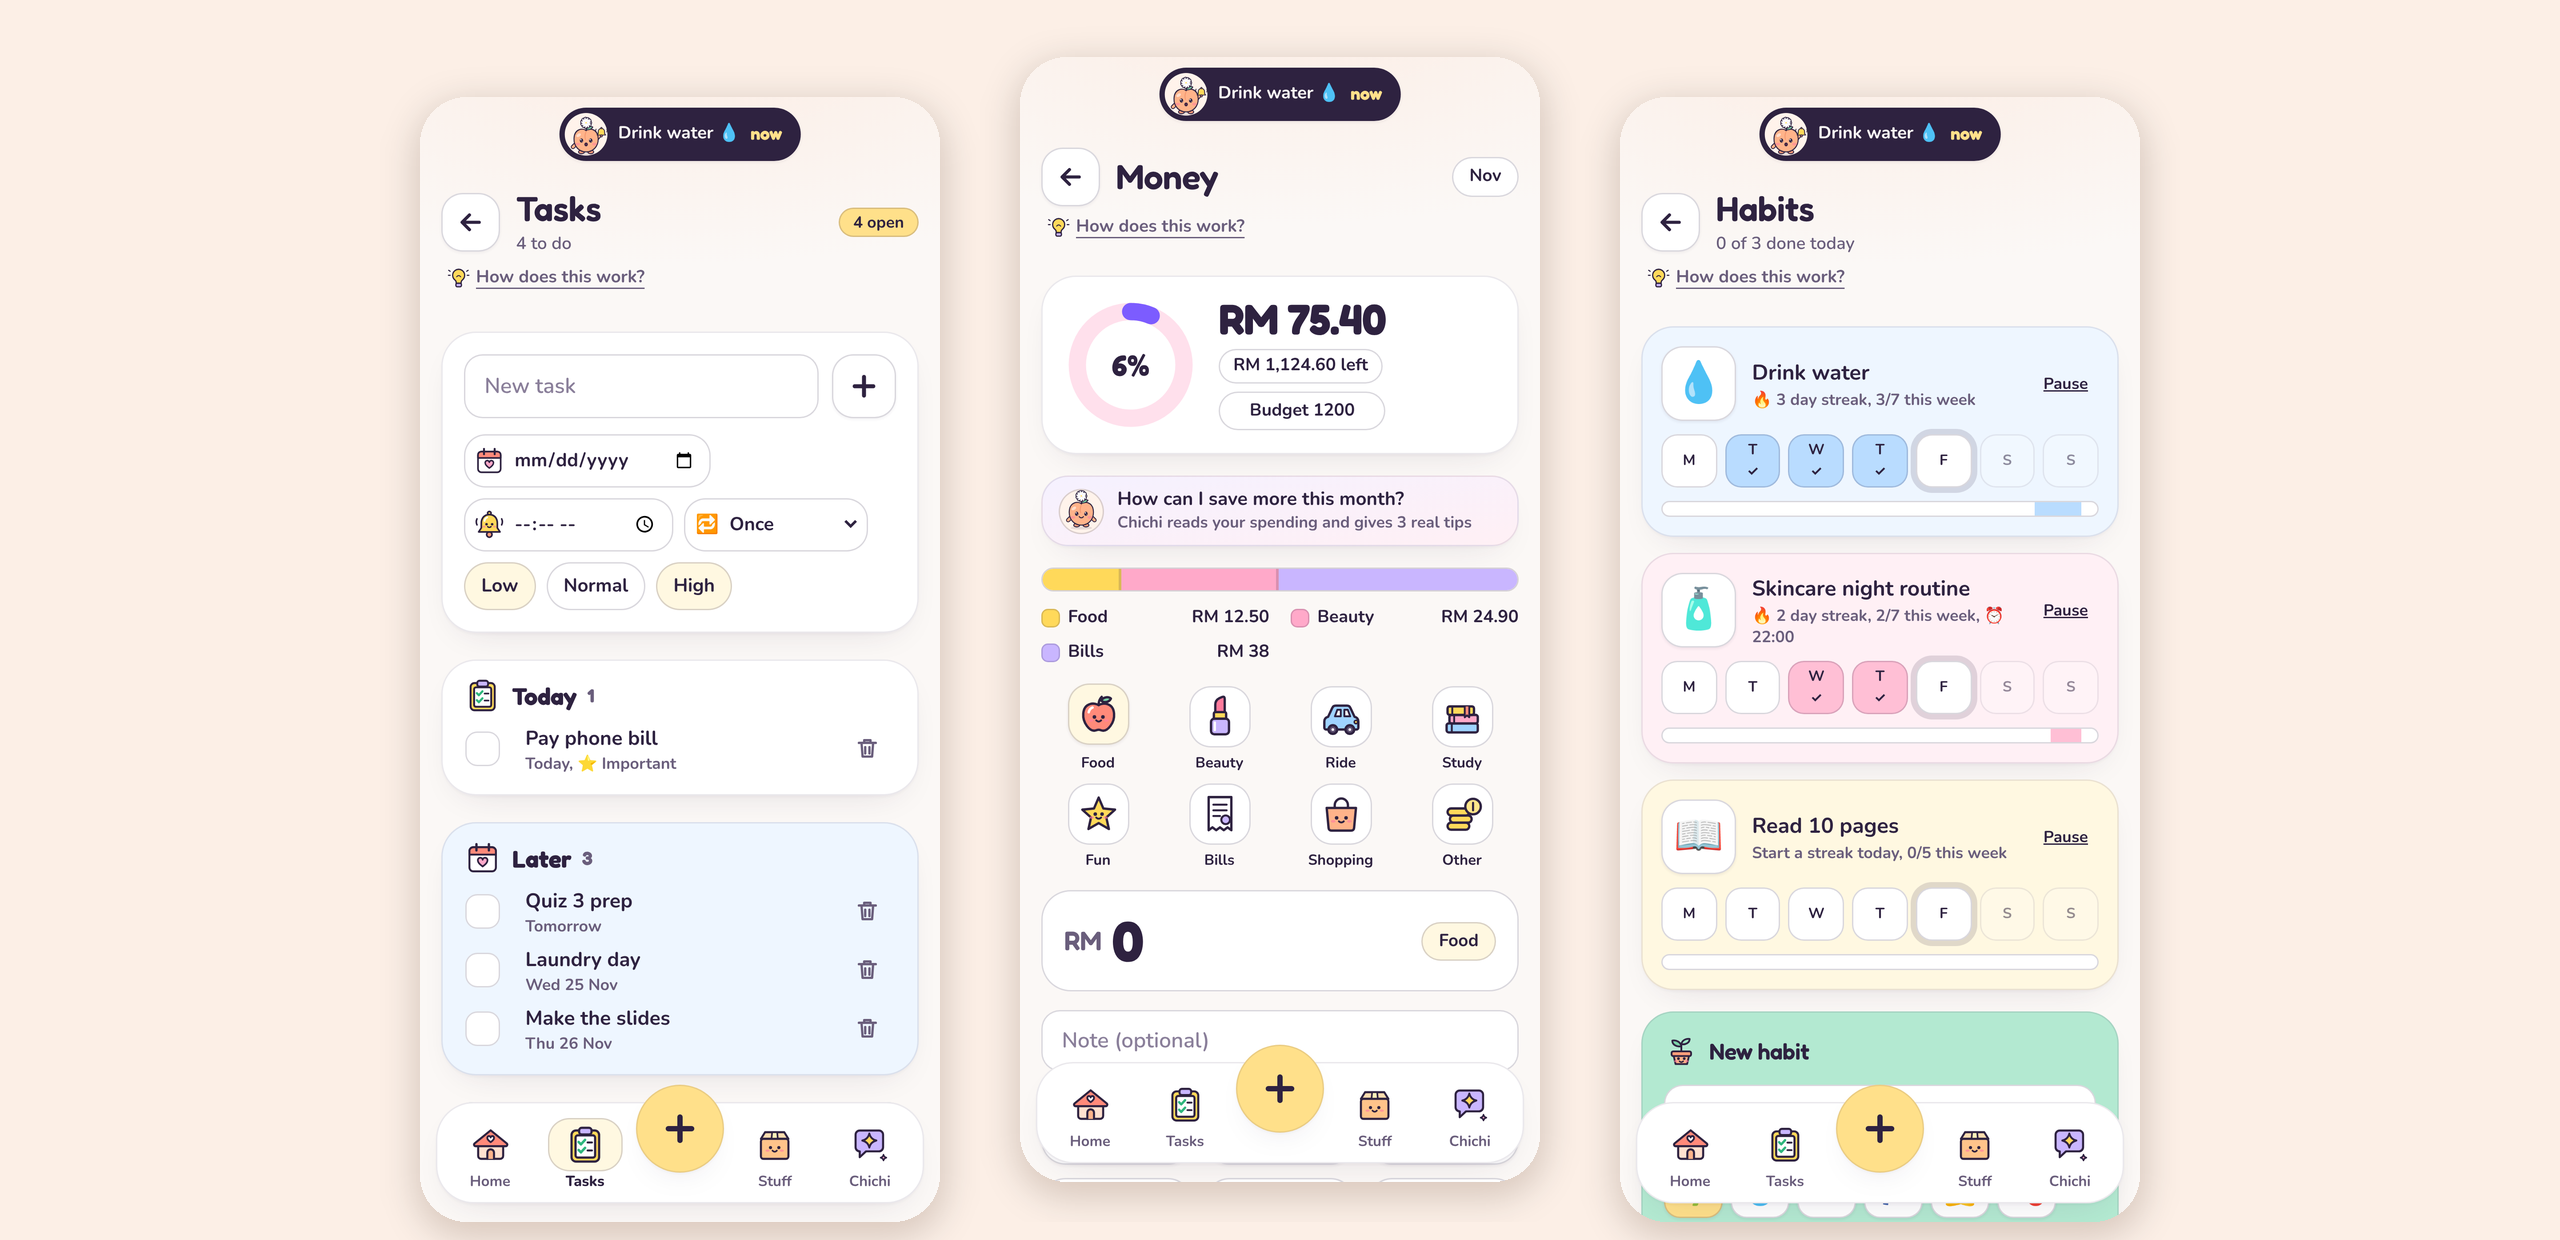 Drink water 💧 now
Tasks
4 to do
4 open
How does this work?
New task
mm/dd/yyyy
--:-- --
Once
Low
Normal
High
Today 1
Pay phone bill
Today, ⭐ Important
Later 3
Quiz 3 prep
Tomorrow
Laundry day
Wed 25 Nov
Make the slides
Thu 26 Nov
Home
Tasks
Stuff
Chichi
Drink water 💧 now
Money
Nov
How does this work?
6%
RM 75.40
RM 1,124.60 left
Budget 1200
How can I save more this month?
Chichi reads your spending and gives 3 real tips
Food RM 12.50
Beauty RM 24.90
Bills RM 38
Food
Beauty
Ride
Study
Fun
Bills
Shopping
Other
RM 0
Food
Note (optional)
Home
Tasks
Stuff
Chichi
Drink water 💧 now
Habits
0 of 3 done today
How does this work?
Drink water
🔥 3 day streak, 3/7 this week
Pause
M T W T F S S
Skincare night routine
🔥 2 day streak, 2/7 this week, ⏰
22:00
Pause
M T W T F S S
Read 10 pages
Start a streak today, 0/5 this week
Pause
M T W T F S S
New habit
Home
Tasks
Stuff
Chichi